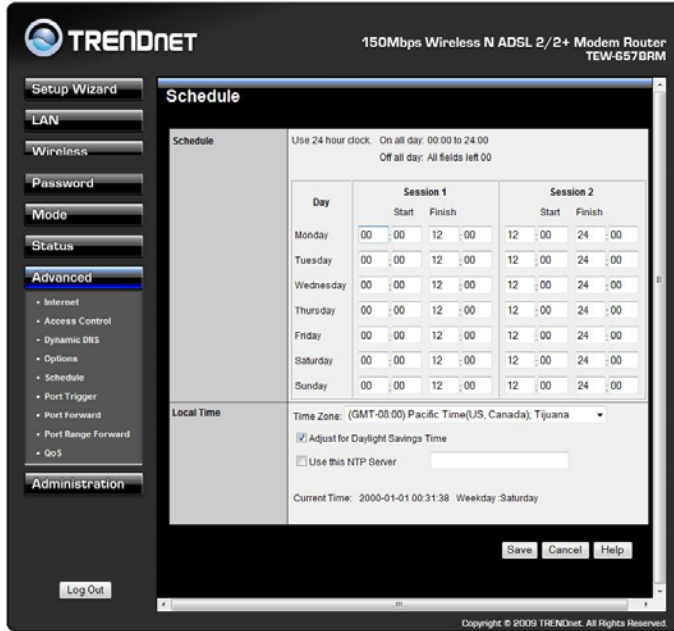 TRENDNET
150Mbps Wireless N ADSL 2/2+ Modem Router
TEW-657BRM
Setup Wizard
LAN
Wireless
Password
Mode
Status
Advanced
• Internet
• Access Control
• Dynamic DNS
• Options
• Schedule
• Port Trigger
• Port Forward
• Port Range Forward
• QoS
Administration
Log Out
Schedule
Schedule
Use 24 hour clock. On all day: 00:00 to 24:00
Off all day: All fields left 00
Day Session 1 Session 2
Start Finish Start Finish
Monday 00 : 00 12 : 00 12 : 00 24 : 00
Tuesday 00 : 00 12 : 00 12 : 00 24 : 00
Wednesday 00 : 00 12 : 00 12 : 00 24 : 00
Thursday 00 : 00 12 : 00 12 : 00 24 : 00
Friday 00 : 00 12 : 00 12 : 00 24 : 00
Saturday 00 : 00 12 : 00 12 : 00 24 : 00
Sunday 00 : 00 12 : 00 12 : 00 24 : 00
Local Time
Time Zone: (GMT-08:00) Pacific Time(US, Canada); Tijuana
Adjust for Daylight Savings Time
Use this NTP Server
Current Time: 2000-01-01 00:31:38 Weekday :Saturday
Save Cancel Help
Copyright © 2009 TRENDnet. All Rights Reserved.